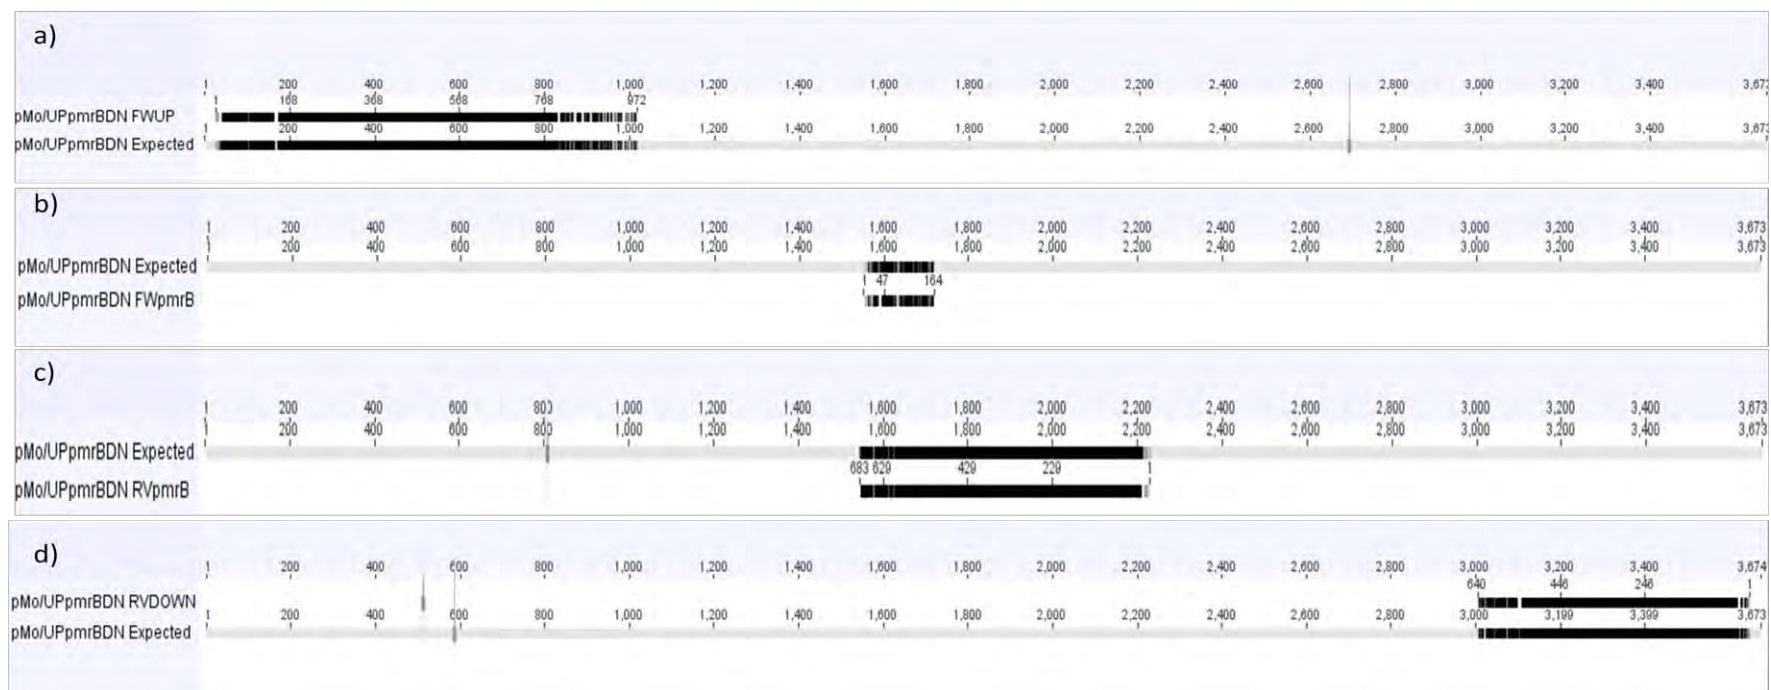 a)
1 200 400 600 800 1,000 1,200 1,400 1,600 1,800 2,000 2,200 2,400 2,600 2,800 3,000 3,200 3,400 3,673
1 168 368 568 768 972
pMo/UPpmrBDN FWUP
1 200 400 600 800 1,000 1,200 1,400 1,600 1,800 2,000 2,200 2,400 2,600 2,800 3,000 3,200 3,400 3,673
pMo/UPpmrBDN Expected
b)
1 200 400 600 800 1,000 1,200 1,400 1,600 1,800 2,000 2,200 2,400 2,600 2,800 3,000 3,200 3,400 3,673
1 200 400 600 800 1,000 1,200 1,400 1,600 1,800 2,000 2,200 2,400 2,600 2,800 3,000 3,200 3,400 3,673
pMo/UPpmrBDN Expected
1 47 164
pMo/UPpmrBDN FWpmrB
c)
1 200 400 600 800 1,000 1,200 1,400 1,600 1,800 2,000 2,200 2,400 2,600 2,800 3,000 3,200 3,400 3,673
1 200 400 600 800 1,000 1,200 1,400 1,600 1,800 2,000 2,200 2,400 2,600 2,800 3,000 3,200 3,400 3,673
pMo/UPpmrBDN Expected
683 629 429 229 1
pMo/UPpmrBDN RVpmrB
d)
1 200 400 600 800 1,000 1,200 1,400 1,600 1,800 2,000 2,200 2,400 2,600 2,800 3,000 3,200 3,400 3,674
640 446 246 1
pMo/UPpmrBDN RVDOWN
1 200 400 600 800 1,000 1,200 1,400 1,600 1,800 2,000 2,200 2,400 2,600 2,800 3,000 3,199 3,399 3,673
pMo/UPpmrBDN Expected